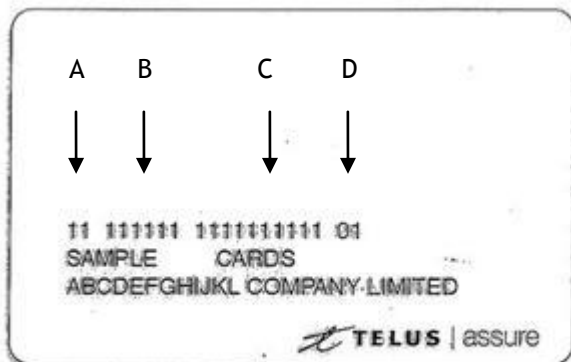 A B C D
11 111111 1111111111 01
SAMPLE CARDS
ABCDEFGHIJKL COMPANY LIMITED
TELUS | assure